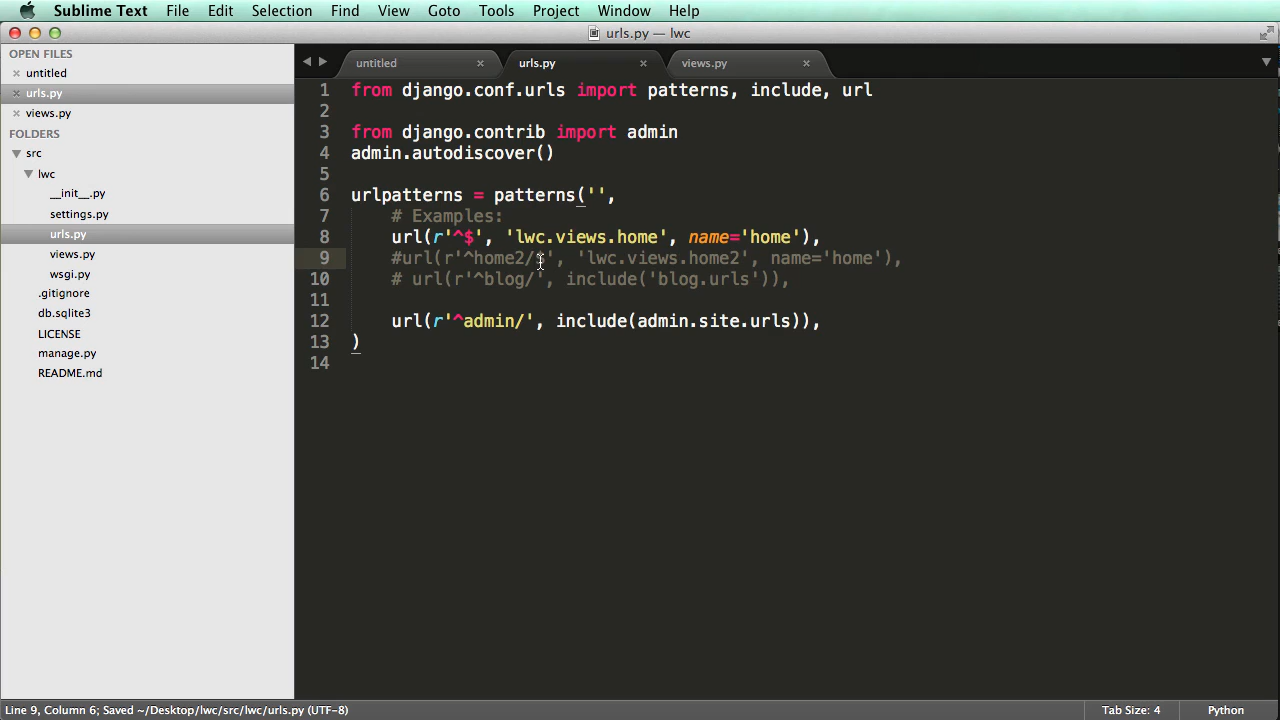 Sublime Text File Edit Selection Find View Goto Tools Project Window Help
urls.py — lwc
OPEN FILES
untitled
urls.py
views.py
FOLDERS
src
lwc
__init__.py
settings.py
urls.py
views.py
wsgi.py
.gitignore
db.sqlite3
LICENSE
manage.py
README.md
untitled urls.py views.py
1 from django.conf.urls import patterns, include, url
2
3 from django.contrib import admin
4 admin.autodiscover()
5
6 urlpatterns = patterns('',
7 # Examples:
8 url(r'^$', 'lwc.views.home', name='home'),
9 #url(r'^home2/$', 'lwc.views.home2', name='home'),
10 # url(r'^blog/', include('blog.urls')),
11
12 url(r'^admin/', include(admin.site.urls)),
13 )
14
Line 9, Column 6; Saved ~/Desktop/lwc/src/lwc/urls.py (UTF-8) Tab Size: 4 Python